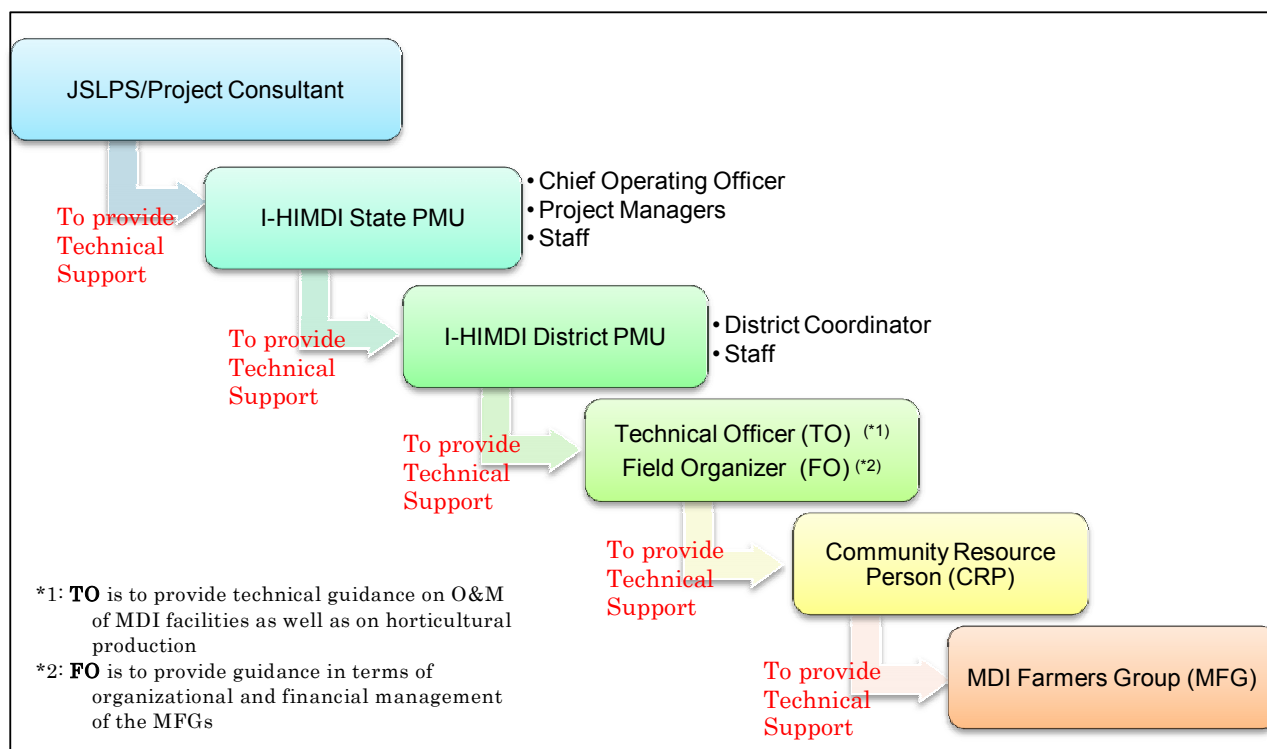 JSLPS/Project Consultant
To provide
Technical
Support
I-HIMDI State PMU
• Chief Operating Officer
• Project Managers
• Staff
To provide
Technical
Support
I-HIMDI District PMU
• District Coordinator
• Staff
To provide
Technical
Support
Technical Officer (TO) (*1)
Field Organizer (FO) (*2)
To provide
Technical
Support
Community Resource
Person (CRP)
To provide
Technical
Support
MDI Farmers Group (MFG)
*1: TO is to provide technical guidance on O&M
of MDI facilities as well as on horticultural
production
*2: FO is to provide guidance in terms of
organizational and financial management
of the MFGs